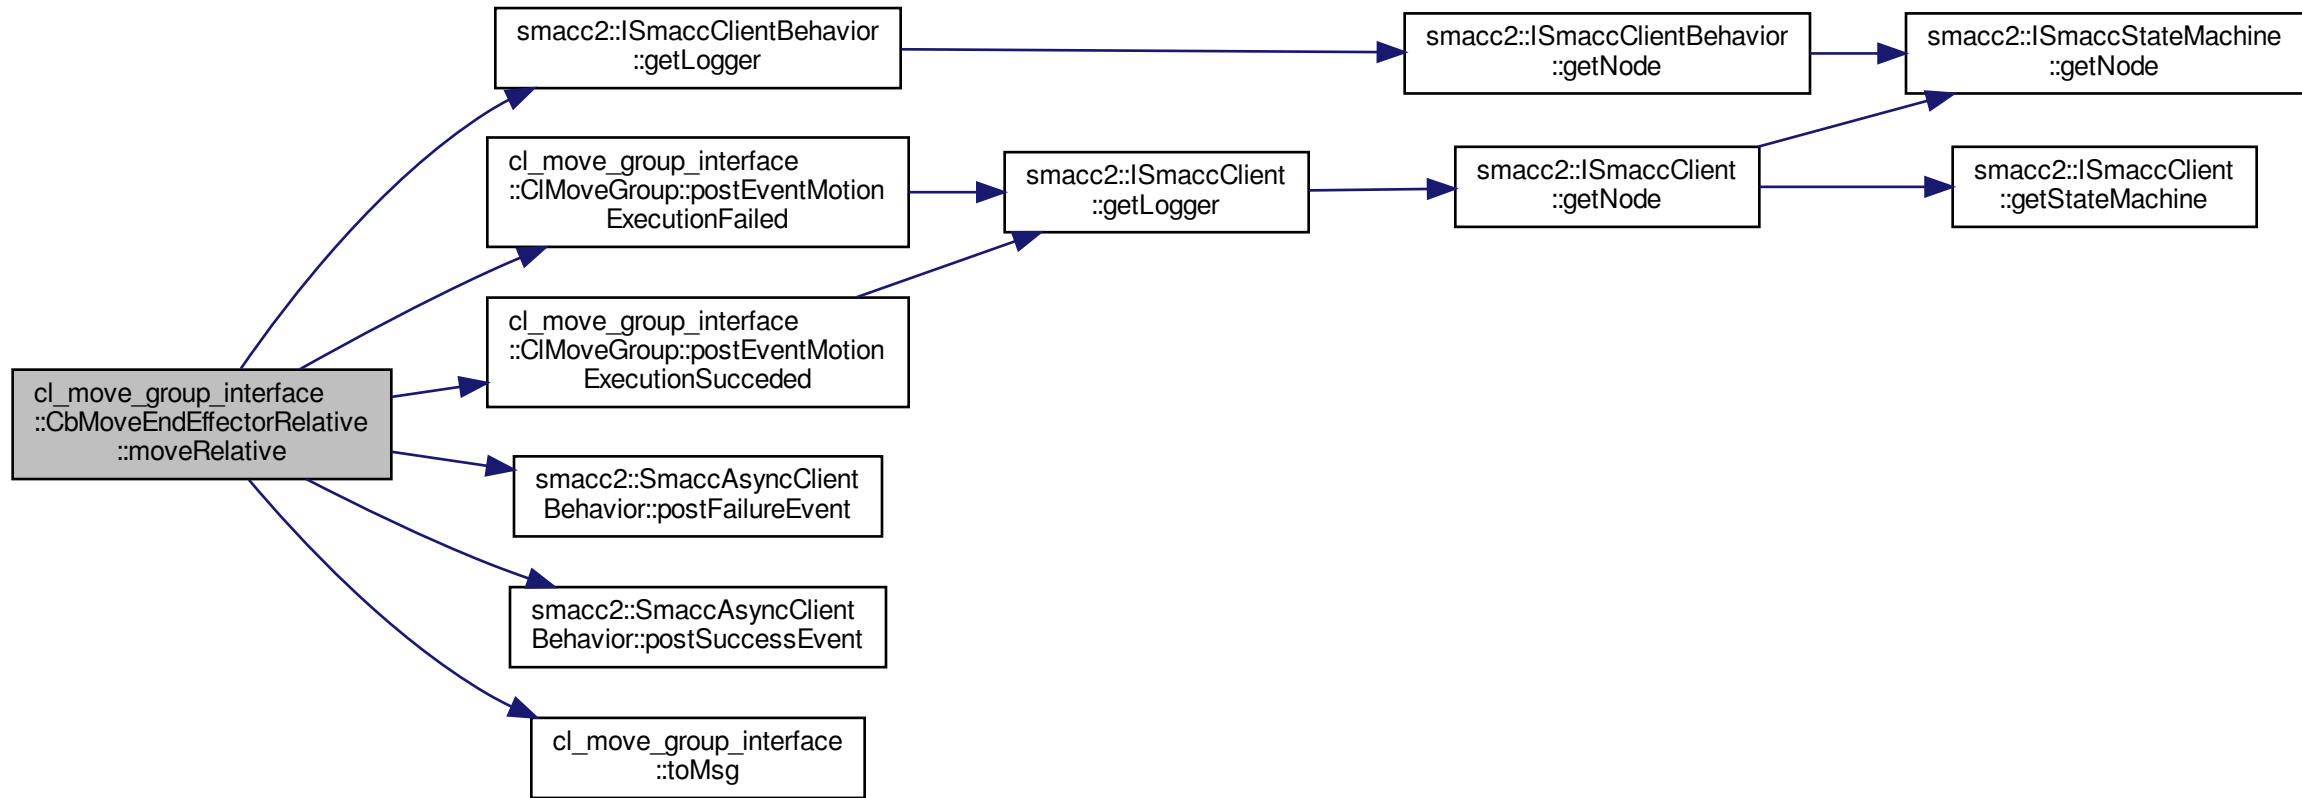 smacc2::ISmaccClientBehavior
::getLogger
smacc2::ISmaccClientBehavior
::getNode
smacc2::ISmaccStateMachine
::getNode
cl_move_group_interface
::ClMoveGroup::postEventMotion
ExecutionFailed
smacc2::ISmaccClient
::getLogger
smacc2::ISmaccClient
::getNode
smacc2::ISmaccClient
::getStateMachine
cl_move_group_interface
::ClMoveGroup::postEventMotion
ExecutionSucceded
cl_move_group_interface
::CbMoveEndEffectorRelative
::moveRelative
smacc2::SmaccAsyncClient
Behavior::postFailureEvent
smacc2::SmaccAsyncClient
Behavior::postSuccessEvent
cl_move_group_interface
::toMsg